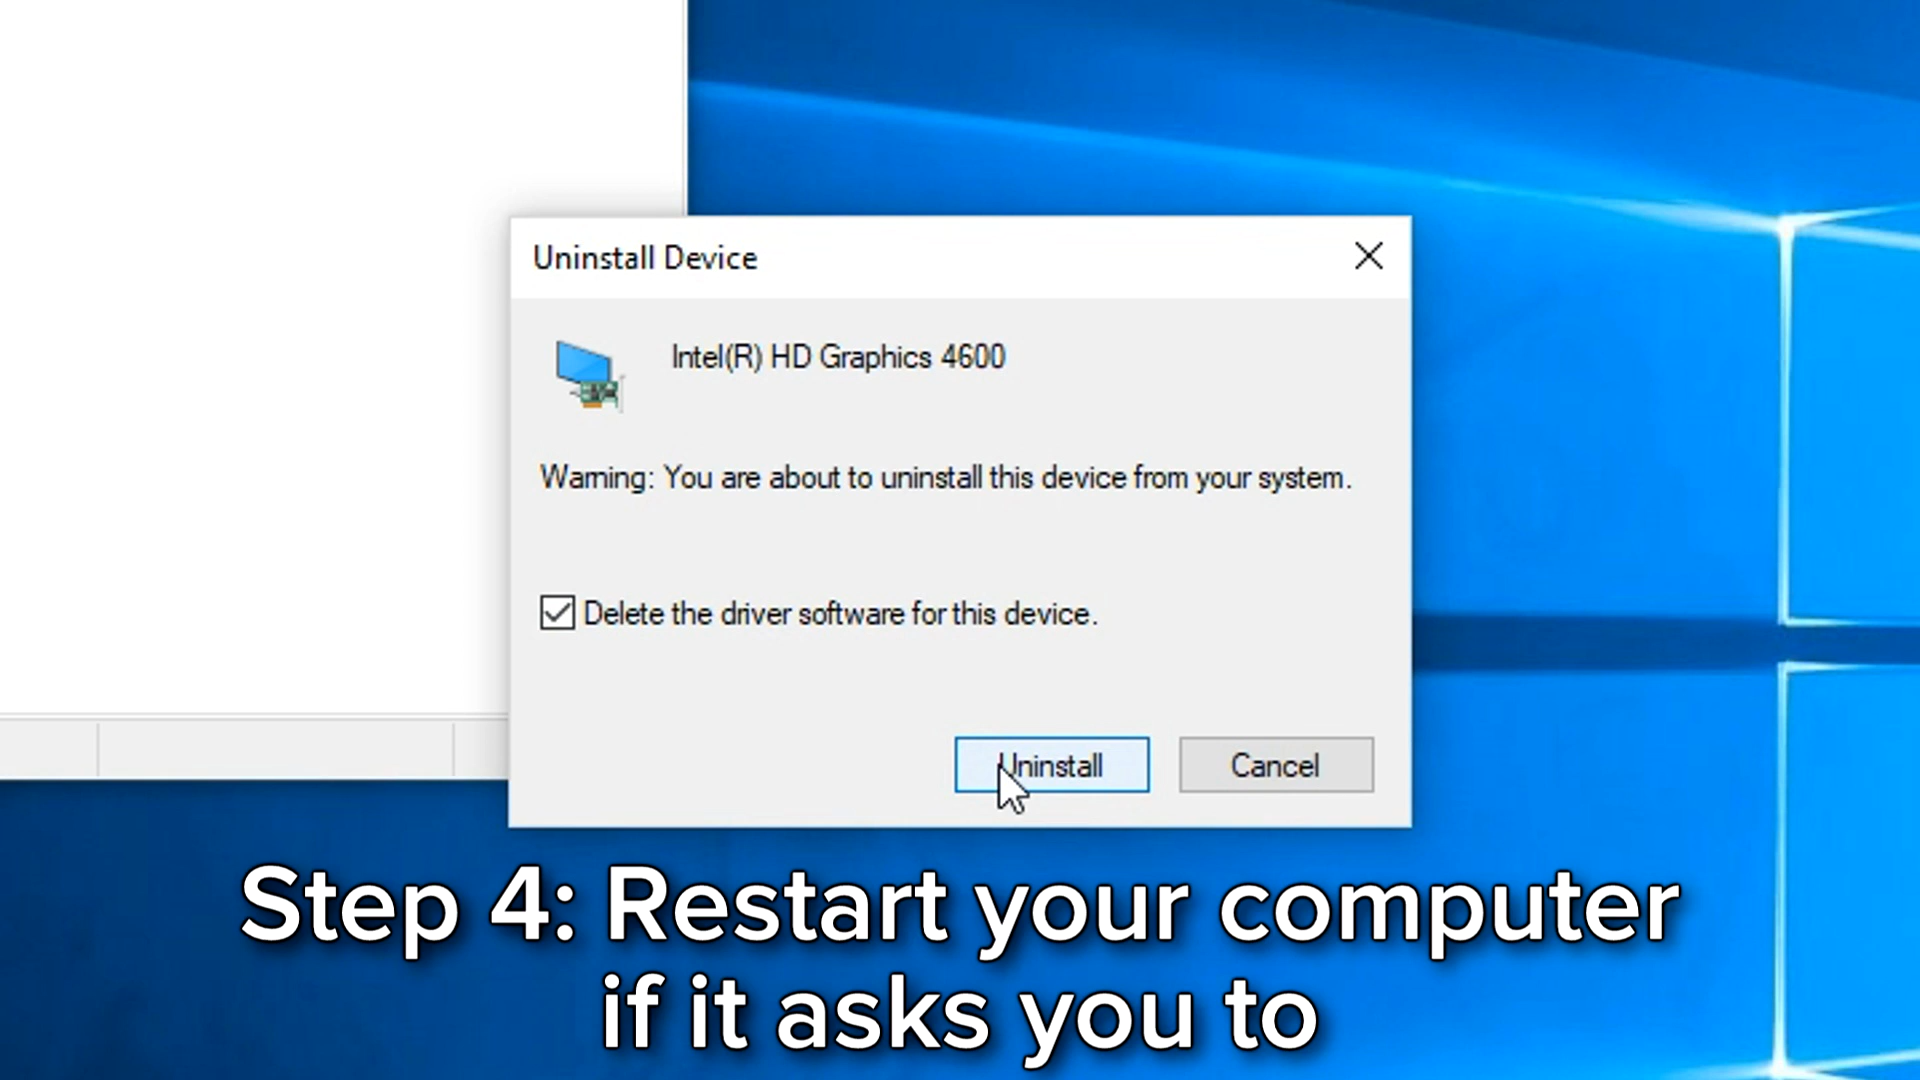 Uninstall Device
Intel(R) HD Graphics 4600
Warning: You are about to uninstall this device from your system.
Delete the driver software for this device.
Uninstall
Cancel
Step 4: Restart your computer
if it asks you to